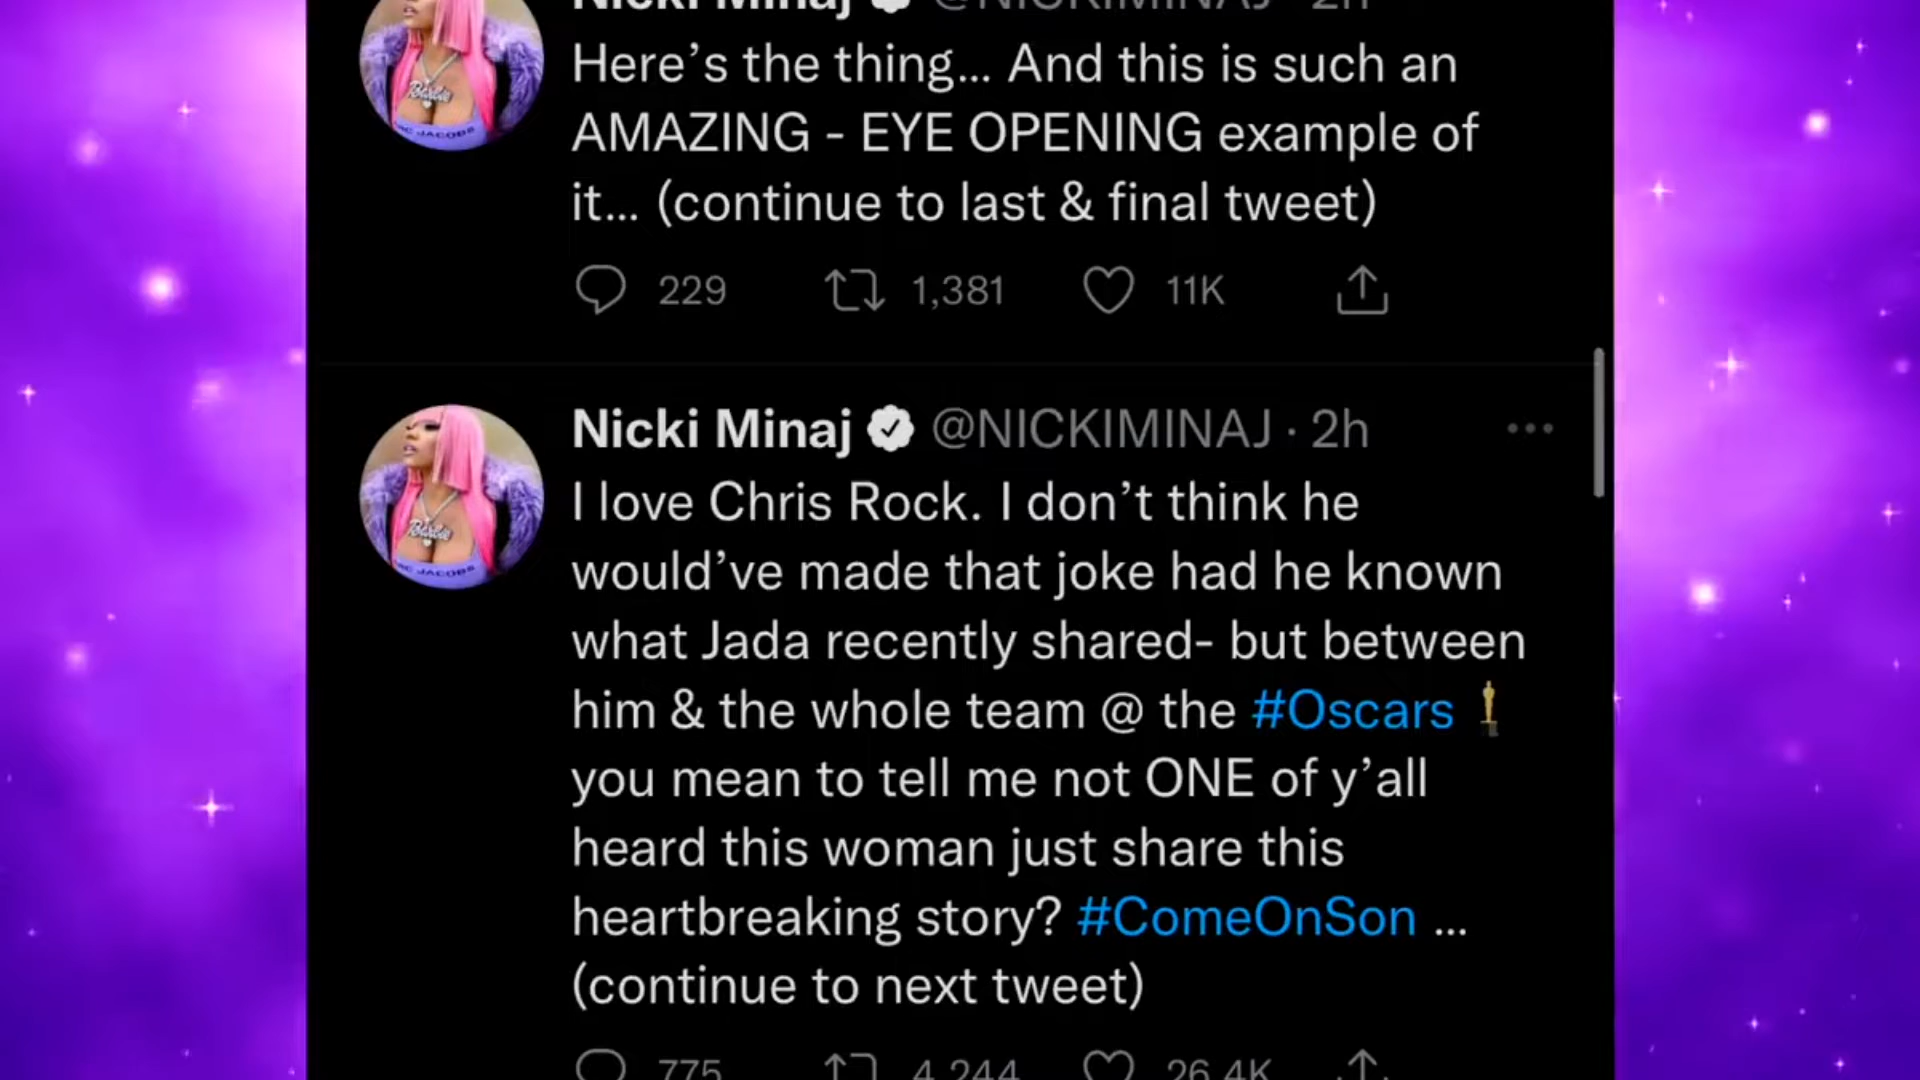 Nicki Minaj @NICKIMINAJ · 2h
Here’s the thing... And this is such an
AMAZING - EYE OPENING example of
it... (continue to last & final tweet)
229 1,381 11K
Nicki Minaj @NICKIMINAJ · 2h
I love Chris Rock. I don’t think he
would’ve made that joke had he known
what Jada recently shared- but between
him & the whole team @ the #Oscars
you mean to tell me not ONE of y’all
heard this woman just share this
heartbreaking story? #ComeOnSon ...
(continue to next tweet)
775 4,244 26.4K